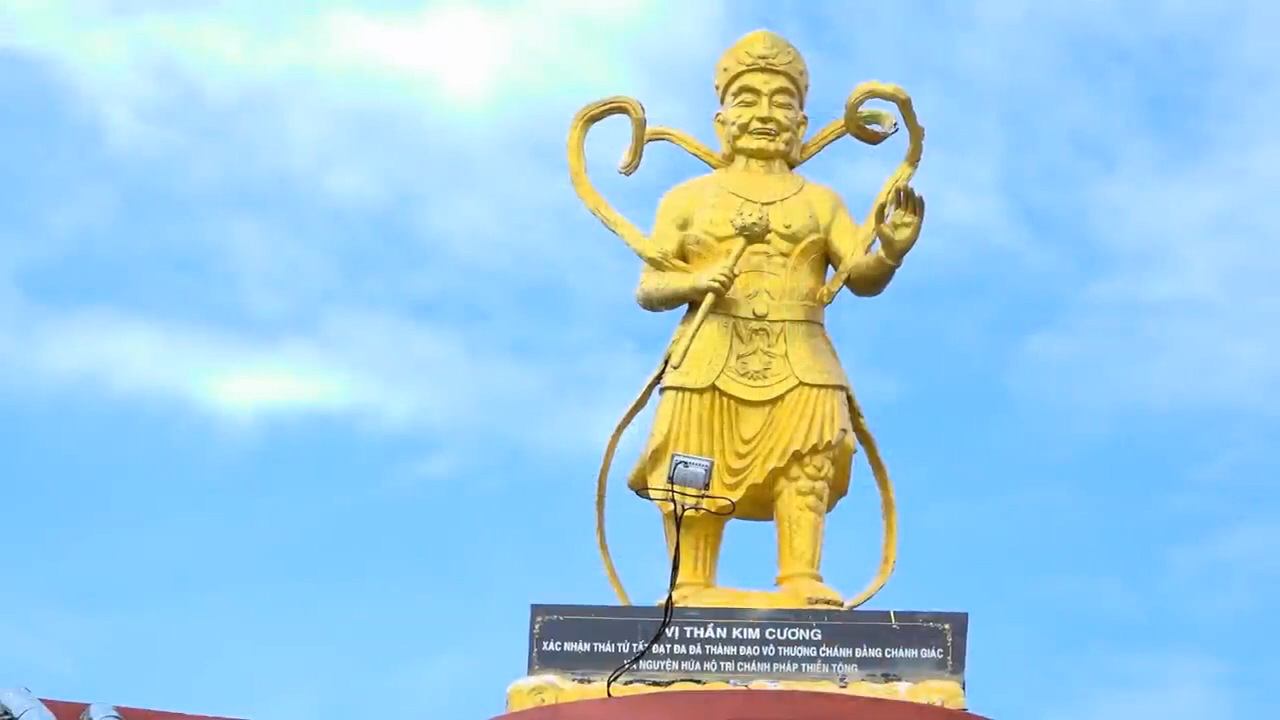 VỊ THẦN KIM CƯƠNG
XÁC NHẬN THÁI TỬ TẤT ĐẠT ĐA ĐÃ THÀNH ĐẠO VÔ THƯỢNG CHÁNH ĐẲNG CHÁNH GIÁC
NGUYỆN HỨA HỘ TRÌ CHÁNH PHÁP THIỀN TÔNG